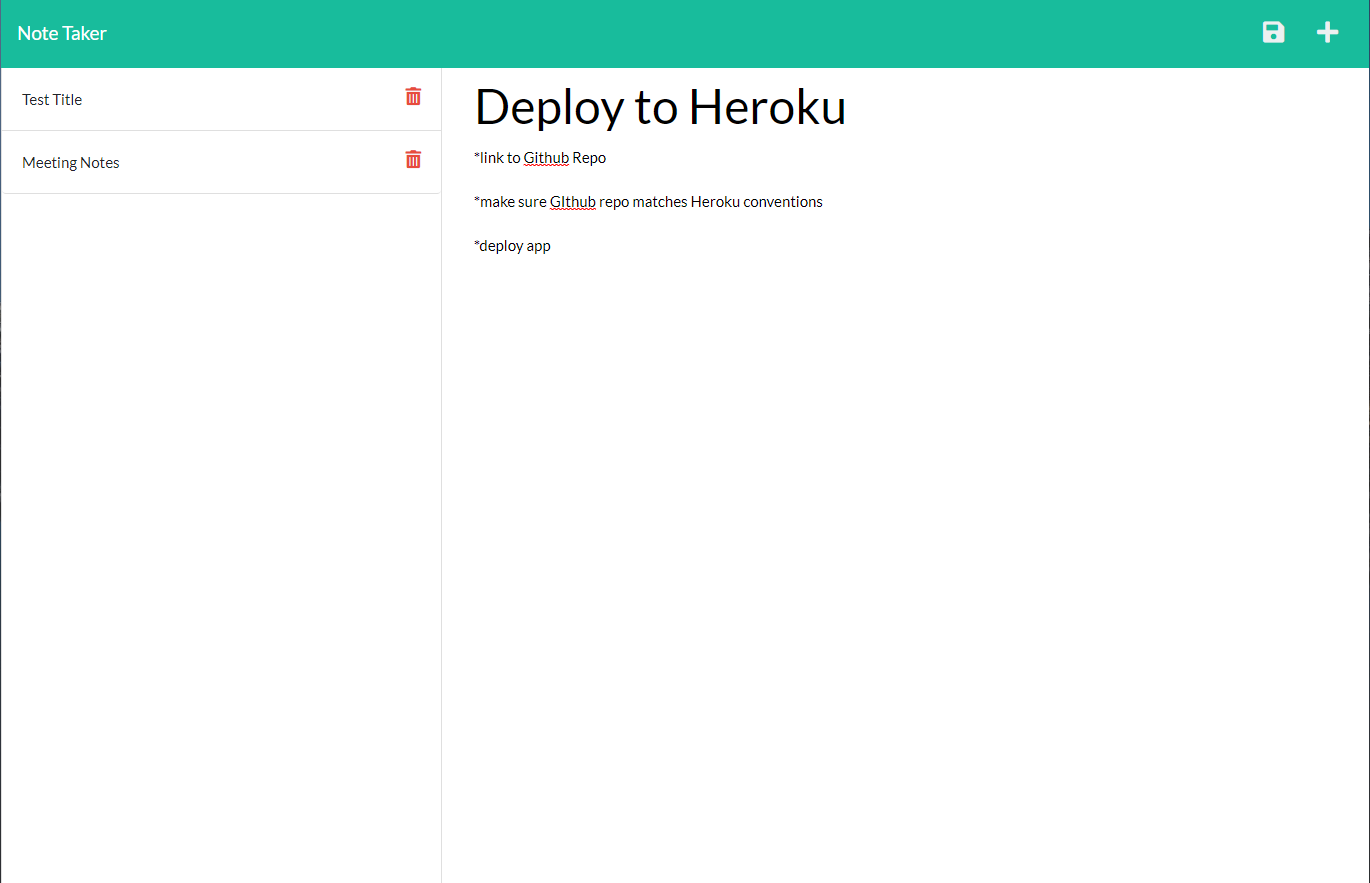 Note Taker
Test Title
Meeting Notes
Deploy to Heroku
*link to Github Repo
*make sure GIthub repo matches Heroku conventions
*deploy app